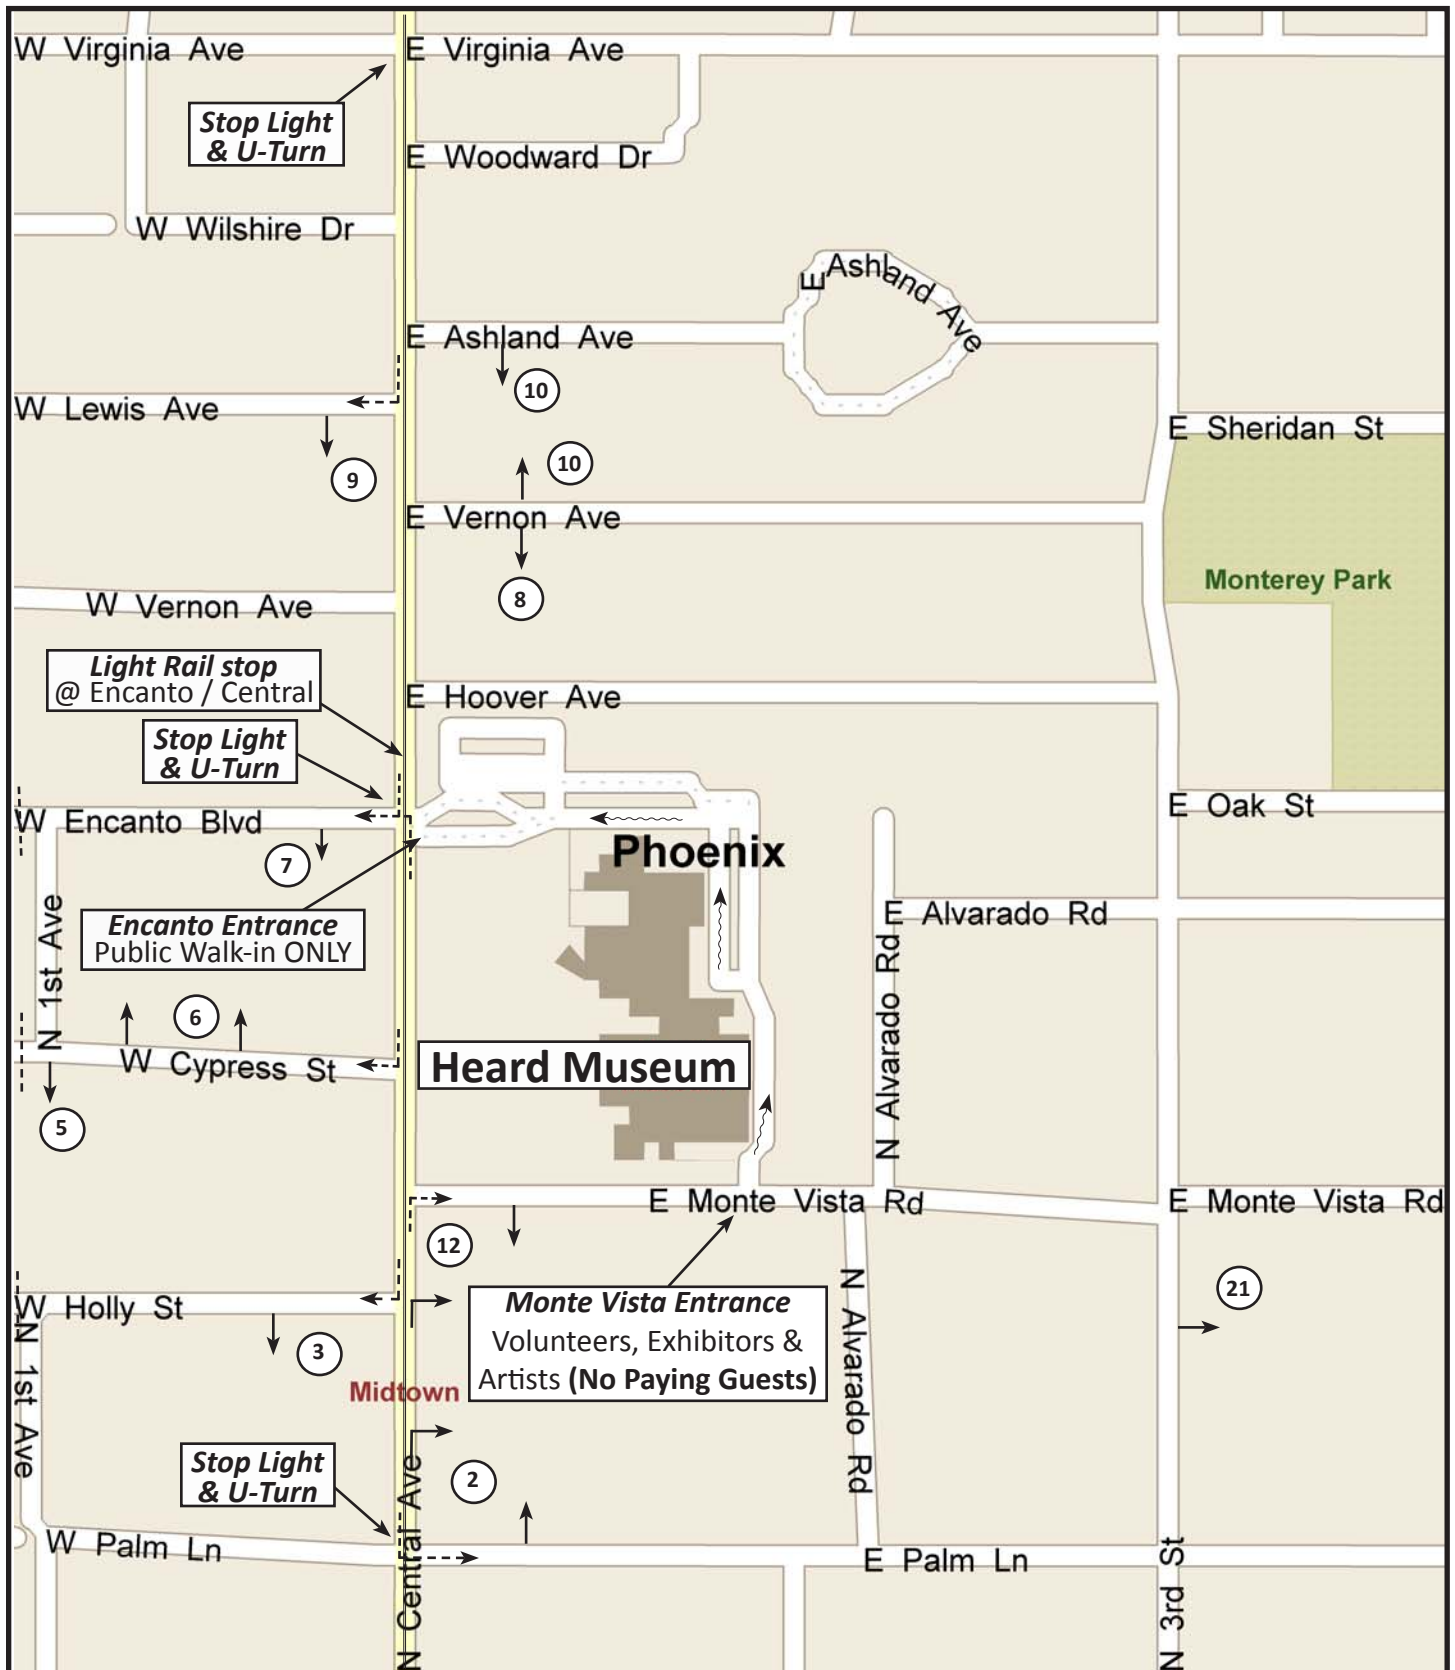 W Virginia Ave
E Virginia Ave
Stop Light
& U-Turn
E Woodward Dr
W Wilshire Dr
E Ashland Ave
E Ashland Ave
10
W Lewis Ave
E Sheridan St
9
10
E Vernon Ave
8
Monterey Park
W Vernon Ave
Light Rail stop
@ Encanto / Central
E Hoover Ave
Stop Light
& U-Turn
E Oak St
W Encanto Blvd
7
Phoenix
Encanto Entrance
Public Walk-in ONLY
E Alvarado Rd
N 1st Ave
N Alvarado Rd
6
W Cypress St
Heard Museum
5
E Monte Vista Rd
E Monte Vista Rd
12
Monte Vista Entrance
Volunteers, Exhibitors &
Artists (No Paying Guests)
21
W Holly St
3
N 1st Ave
N Alvarado Rd
Midtown
Stop Light
& U-Turn
2
W Palm Ln
E Palm Ln
N Central Ave
N 3rd St